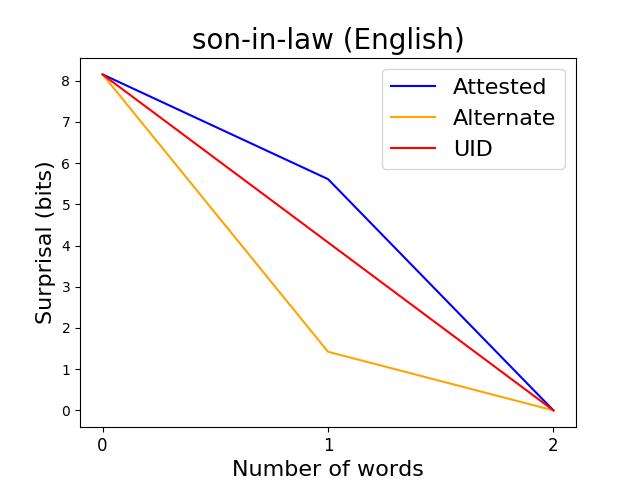 son-in-law (English)
Attested
Alternate
UID
Surprisal (bits)
8
7
6
5
4
3
2
1
0
0 1 2
Number of words